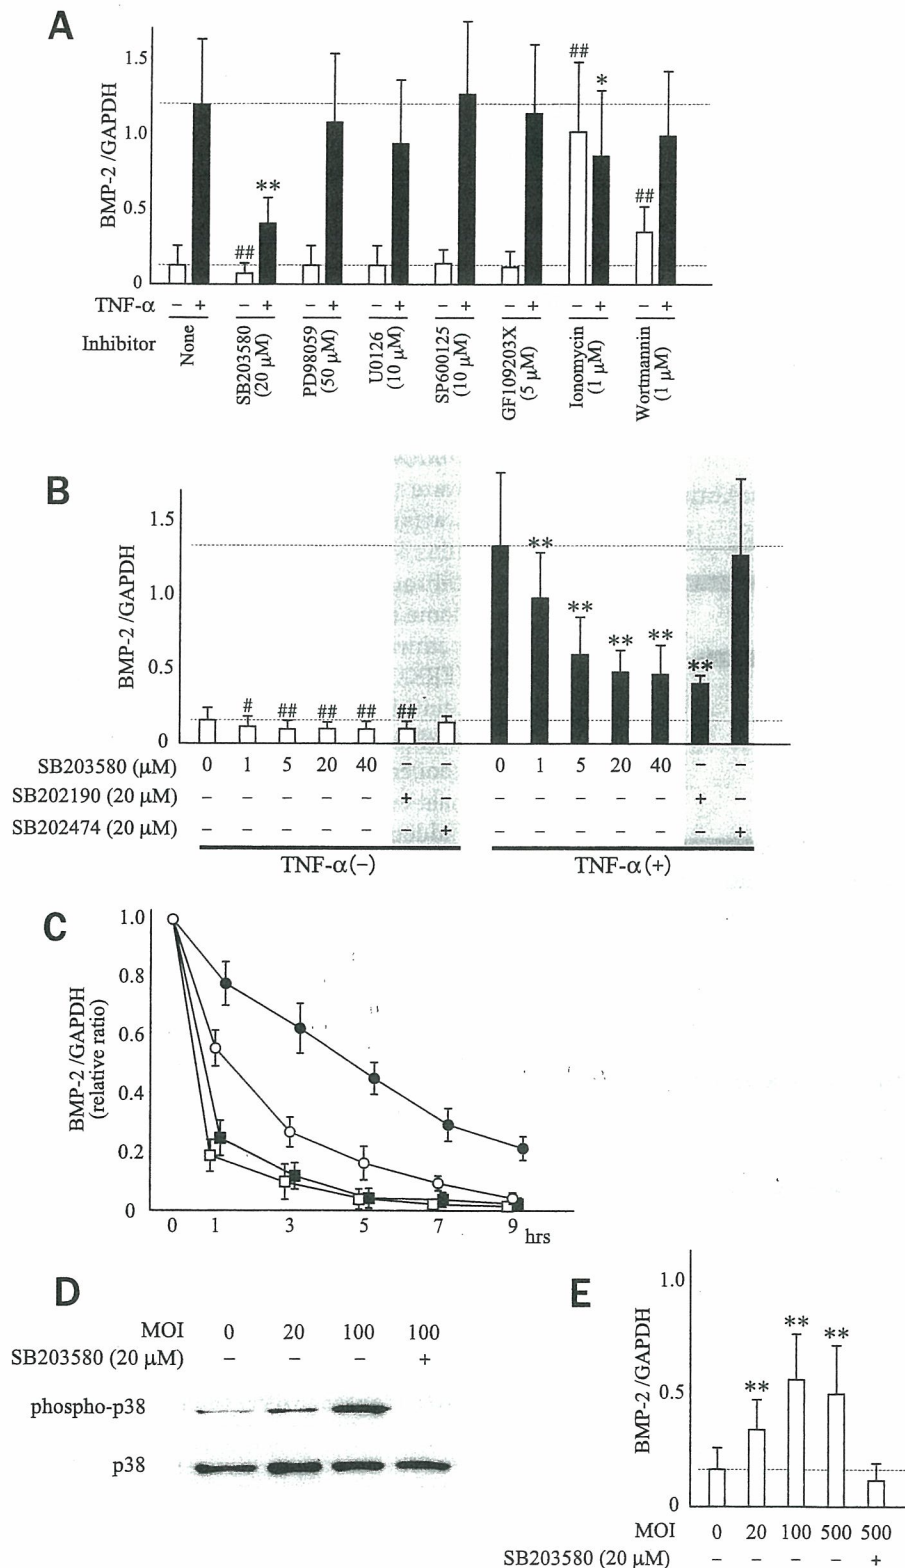 A
BMP-2 /GAPDH
1.5
1.0
0.5
0
## ** ## * ##
TNF-α − + − + − + − + − + − + − + − +
Inhibitor
None
SB203580
(20 µM)
PD98059
(50 µM)
U0126
(10 µM)
SP600125
(10 µM)
GF109203X
(5 µM)
Ionomycin
(1 µM)
Wortmannin
(1 µM)
B
BMP-2 /GAPDH
1.5
1.0
0.5
0
# ## ## ## ## ** ** ** ** **
SB203580 (µM) 0 1 5 20 40 − − 0 1 5 20 40 − −
SB202190 (20 µM) − − − − − + − − − − − − + −
SB202474 (20 µM) − − − − − − + − − − − − − +
TNF-α(−) TNF-α(+)
C
BMP-2 /GAPDH
(relative ratio)
1.0
0.8
0.6
0.4
0.2
0
0 1 3 5 7 9 hrs
D
MOI 0 20 100 100
SB203580 (20 µM) − − − +
phospho-p38
p38
E
BMP-2 /GAPDH
1.0
0.5
0
** ** **
MOI 0 20 100 500 500
SB203580 (20 µM) − − − − +